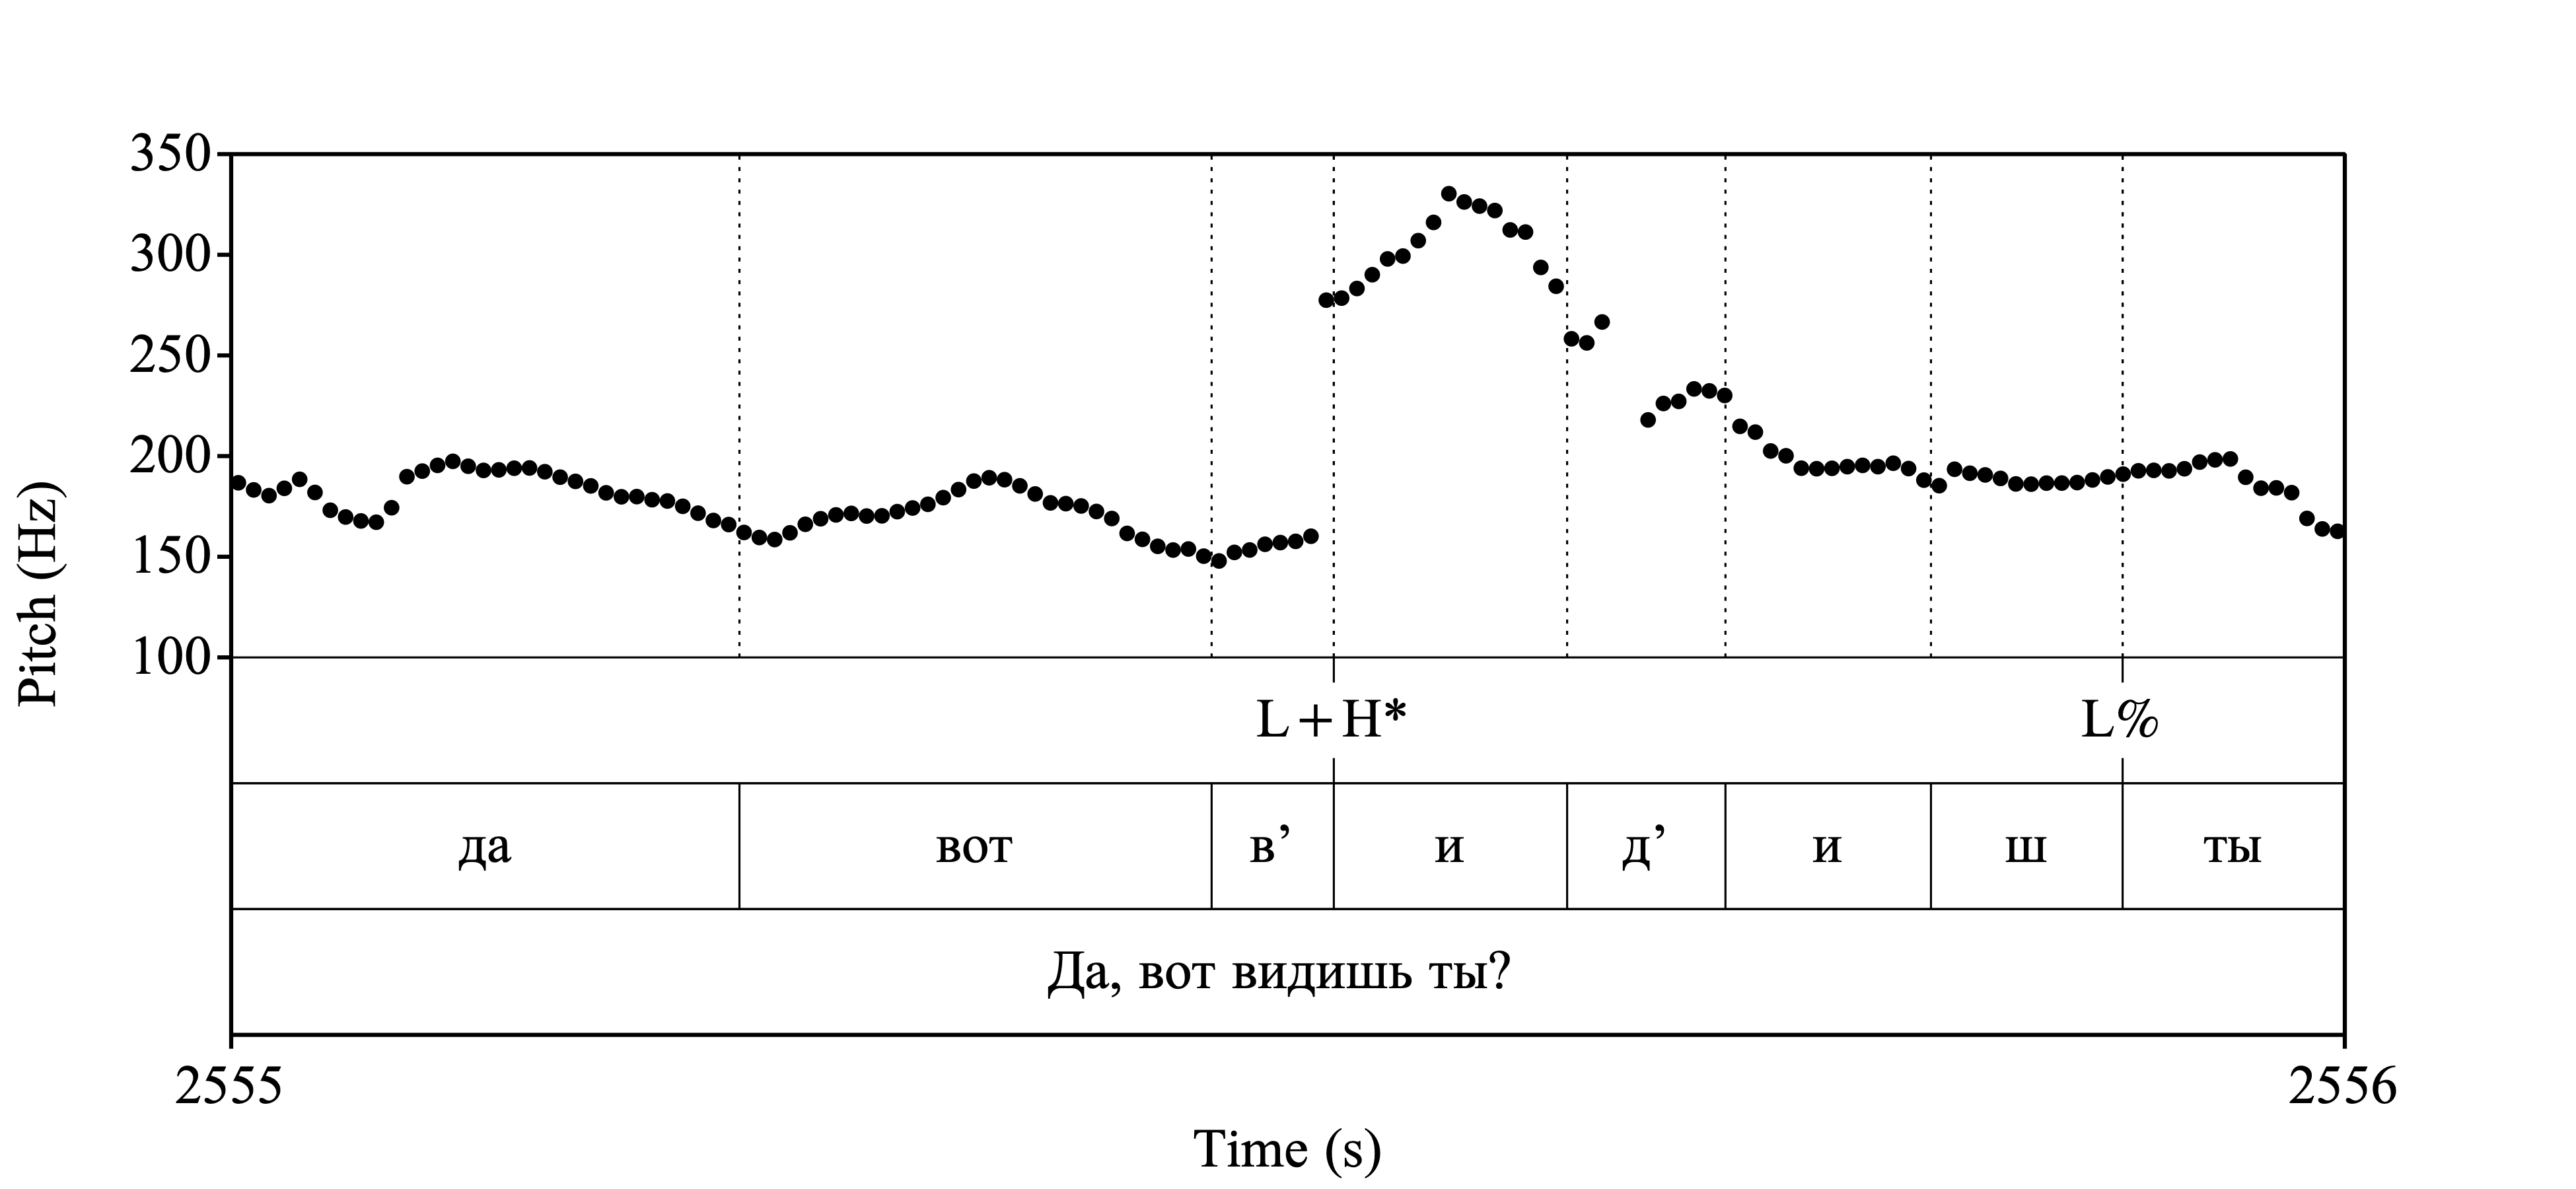 350
300
250
200
150
100
Pitch (Hz)
L+H* L%
да вот в’ и д’ и ш ты
Да, вот видишь ты?
2555 2556
Time (s)